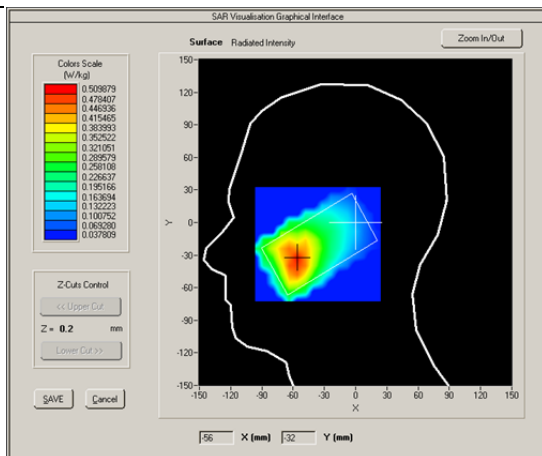 SAR Visualisation Graphical Interface
Surface Radiated Intensity
Zoom In/Out
Colors Scale
(W/kg)
0.509879
0.478407
0.446936
0.415465
0.383993
0.352522
0.321051
0.289579
0.258108
0.226637
0.195166
0.163694
0.132223
0.100752
0.069280
0.037809
Z-Cuts Control
<< Upper Cut
Z = 0.2 mm
Lower Cut >>
SAVE Cancel
150
120
90
60
30
0
-30
-60
-90
-120
-150
Y
-150 -120 -90 -60 -30 0 30 60 90 120 150
X
-56 X (mm) -32 Y (mm)